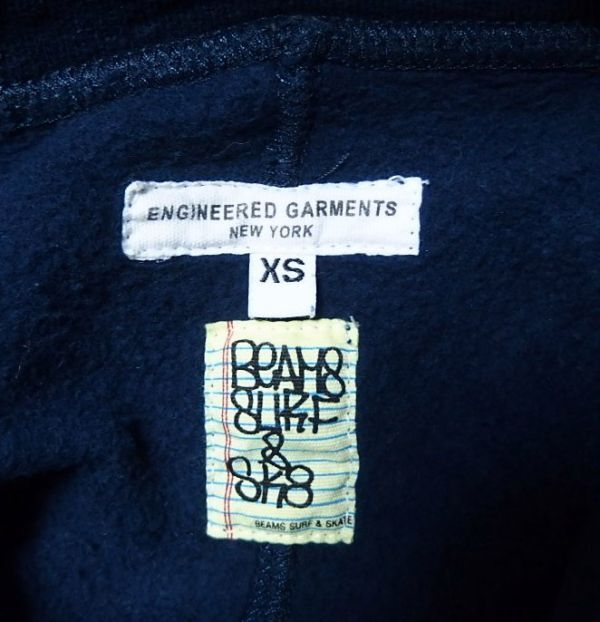 ENGINEERED GARMENTS
NEW YORK
XS
BEAMS
SURF
&
SK8
BEAMS SURF & SKATE